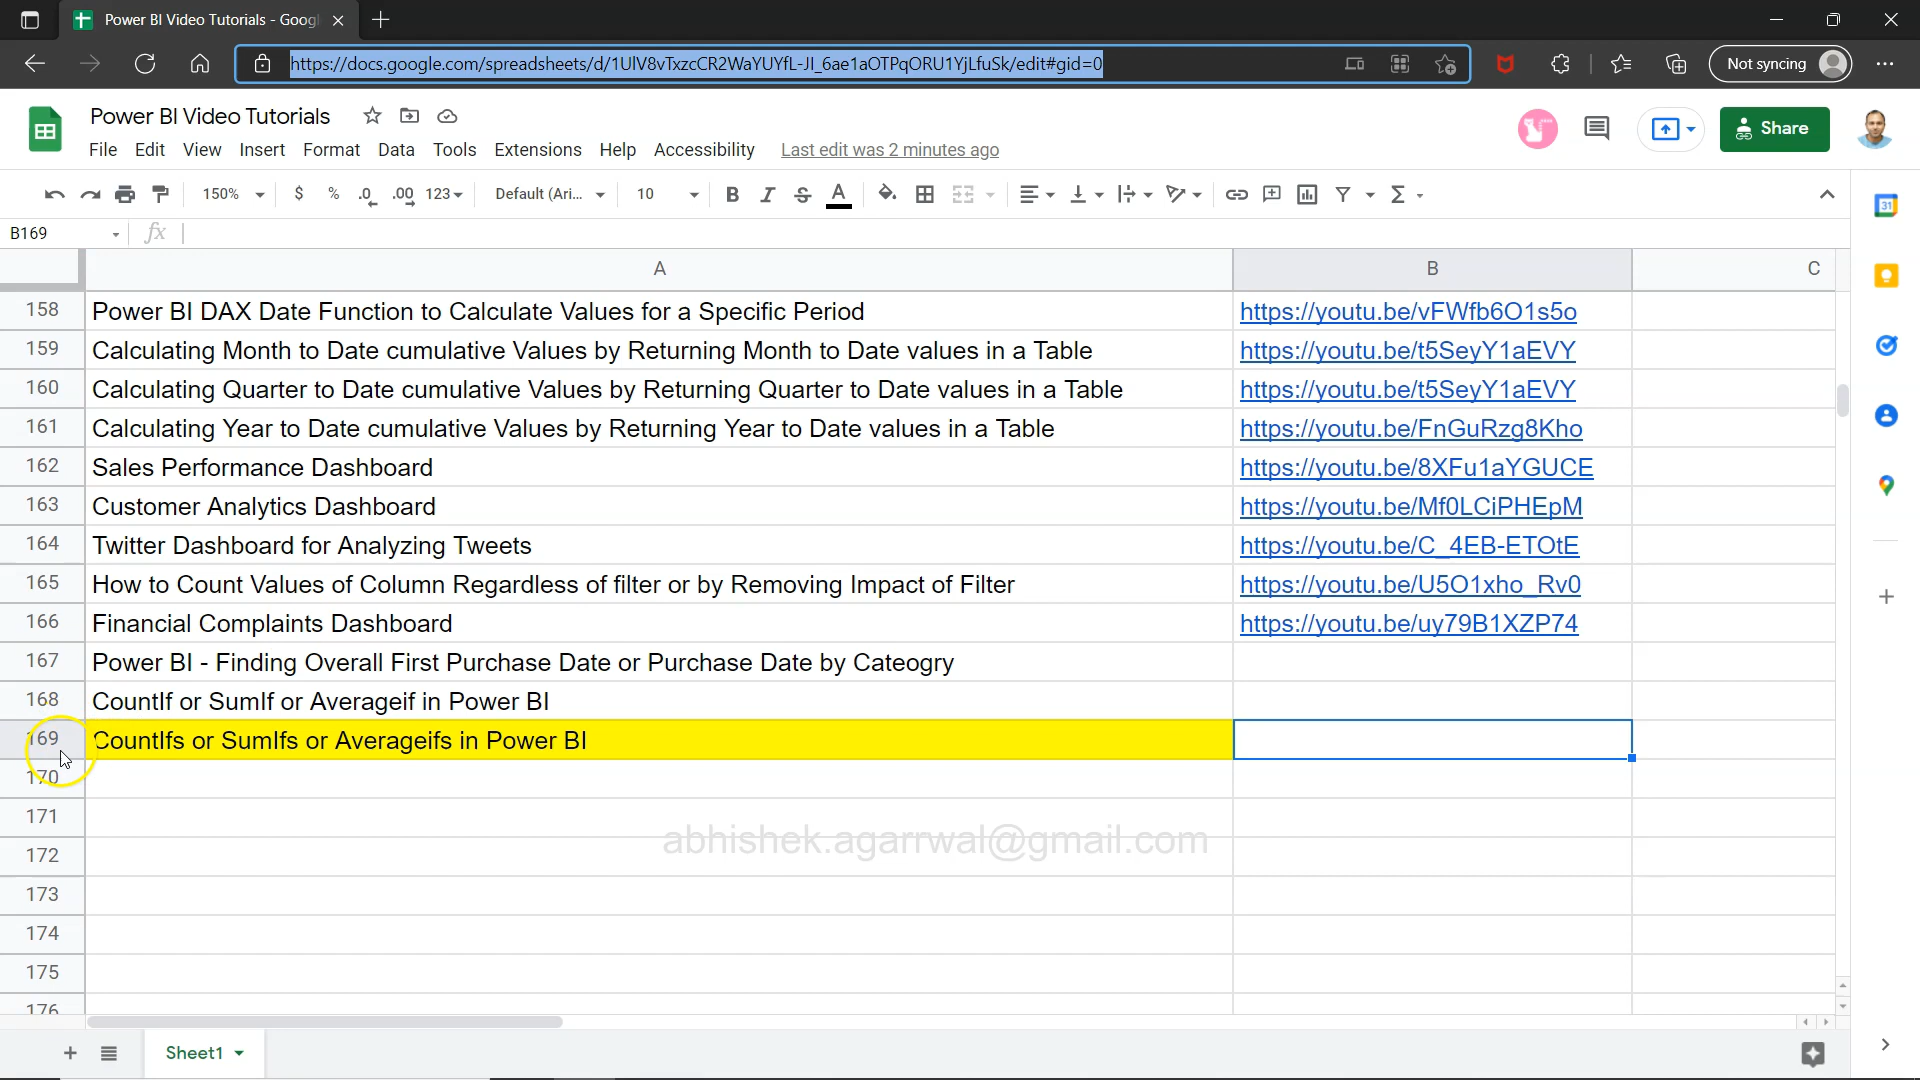 Power BI Video Tutorials - Goog
https://docs.google.com/spreadsheets/d/1UlV8vTxzcCR2WaYUYfL-JI_6ae1aOTPqORU1YjLfuSk/edit#gid=0
Not syncing
Power BI Video Tutorials
File Edit View Insert Format Data Tools Extensions Help Accessibility Last edit was 2 minutes ago
Share
150% $ % .0 .00 123 Default (Ari... 10 B I S A
B169 fx
A B C
158 Power BI DAX Date Function to Calculate Values for a Specific Period https://youtu.be/vFWfb6O1s5o
159 Calculating Month to Date cumulative Values by Returning Month to Date values in a Table https://youtu.be/t5SeyY1aEVY
160 Calculating Quarter to Date cumulative Values by Returning Quarter to Date values in a Table https://youtu.be/t5SeyY1aEVY
161 Calculating Year to Date cumulative Values by Returning Year to Date values in a Table https://youtu.be/FnGuRzg8Kho
162 Sales Performance Dashboard https://youtu.be/8XFu1aYGUCE
163 Customer Analytics Dashboard https://youtu.be/Mf0LCiPHEpM
164 Twitter Dashboard for Analyzing Tweets https://youtu.be/C_4EB-ETOtE
165 How to Count Values of Column Regardless of filter or by Removing Impact of Filter https://youtu.be/U5O1xho_Rv0
166 Financial Complaints Dashboard https://youtu.be/uy79B1XZP74
167 Power BI - Finding Overall First Purchase Date or Purchase Date by Cateogry
168 CountIf or SumIf or Averageif in Power BI
169 CountIfs or SumIfs or Averageifs in Power BI
170
171
abhishek.agarrwal@gmail.com
172
173
174
175
176
Sheet1